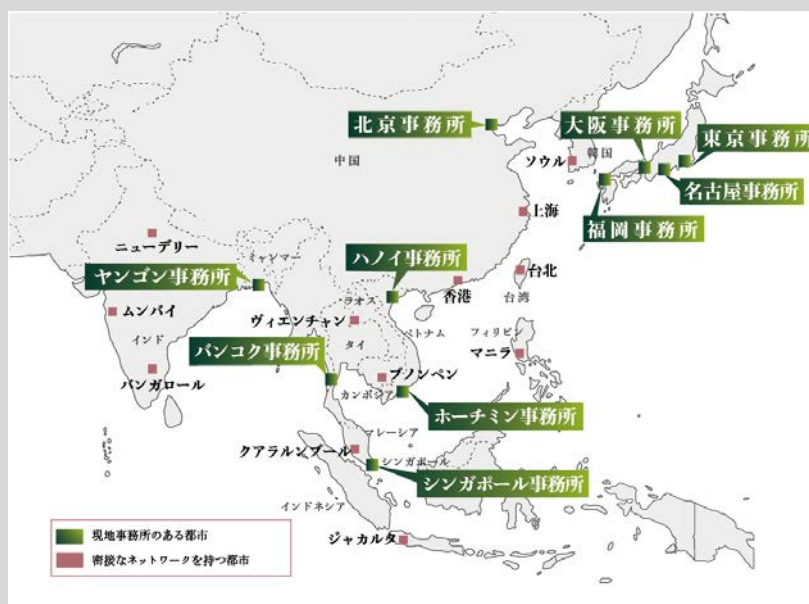 北京事務所
大阪事務所
東京事務所
韓国
ソウル
中国
名古屋事務所
福岡事務所
上海
ニューデリー
ミャンマー
ハノイ事務所
ヤンゴン事務所
台北
香港
台湾
ラオス
ムンバイ
ヴィエンチャン
ベトナム
フィリピン
インド
タイ
マニラ
バンコク事務所
プノンペン
バンガロール
カンボジア
ホーチミン事務所
マレーシア
クアラルンプール
シンガポール
シンガポール事務所
インドネシア
ジャカルタ
現地事務所のある都市
密接なネットワークを持つ都市